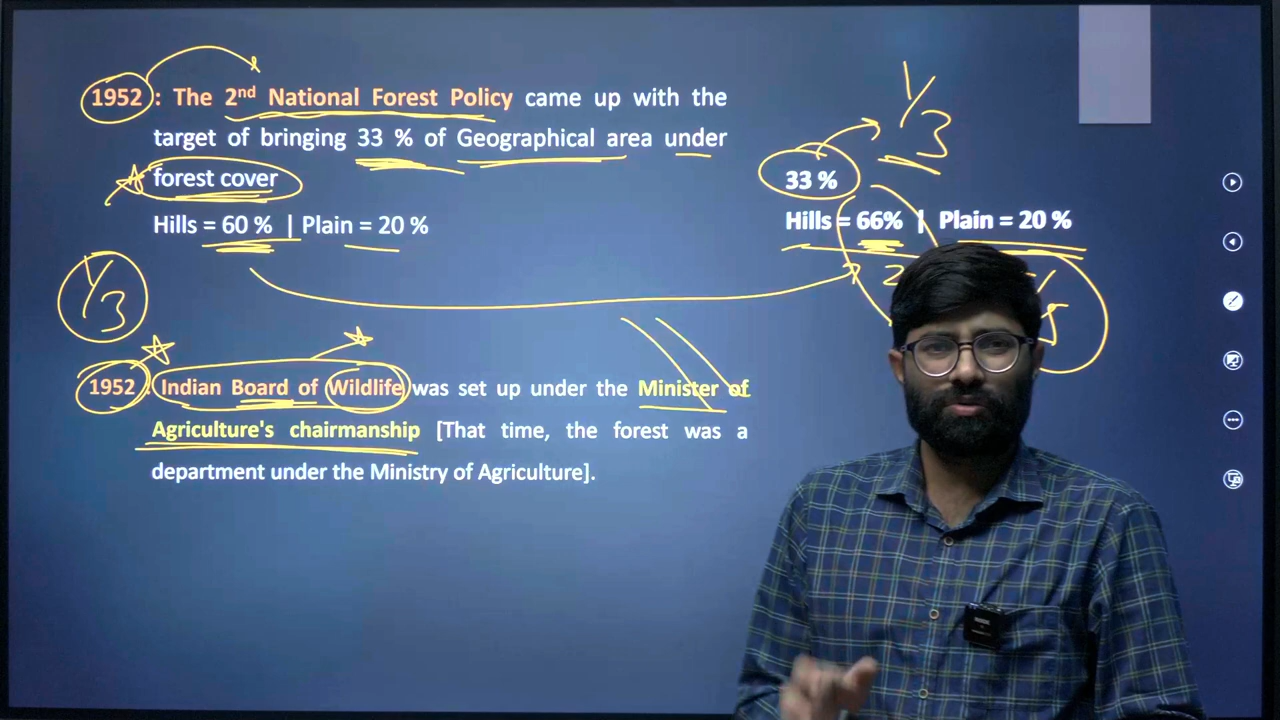 1952 : The 2nd National Forest Policy came up with the
target of bringing 33 % of Geographical area under
forest cover
Hills = 60 % | Plain = 20 %
1/3
33 %
Hills = 66% | Plain = 20 %
1/3
1952 : Indian Board of Wildlife was set up under the Minister of
Agriculture's chairmanship [That time, the forest was a
department under the Ministry of Agriculture].